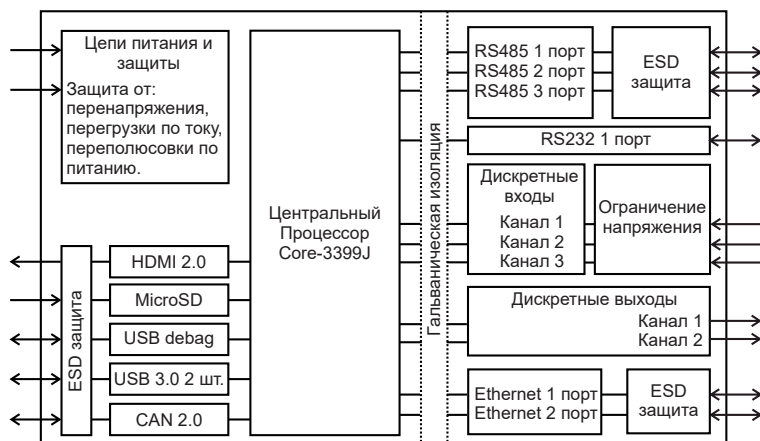 Цепи питания и
защиты
Защита от:
перенапряжения,
перегрузки по току,
переполюсовки по
питанию.
ESD защита
HDMI 2.0
MicroSD
USB debag
USB 3.0 2 шт.
CAN 2.0
Центральный
Процессор
Core-3399J
Гальваническая изоляция
RS485 1 порт
RS485 2 порт
RS485 3 порт
ESD
защита
RS232 1 порт
Дискретные
входы
Канал 1
Канал 2
Канал 3
Ограничение
напряжения
Дискретные выходы
Канал 1
Канал 2
Ethernet 1 порт
Ethernet 2 порт
ESD
защита